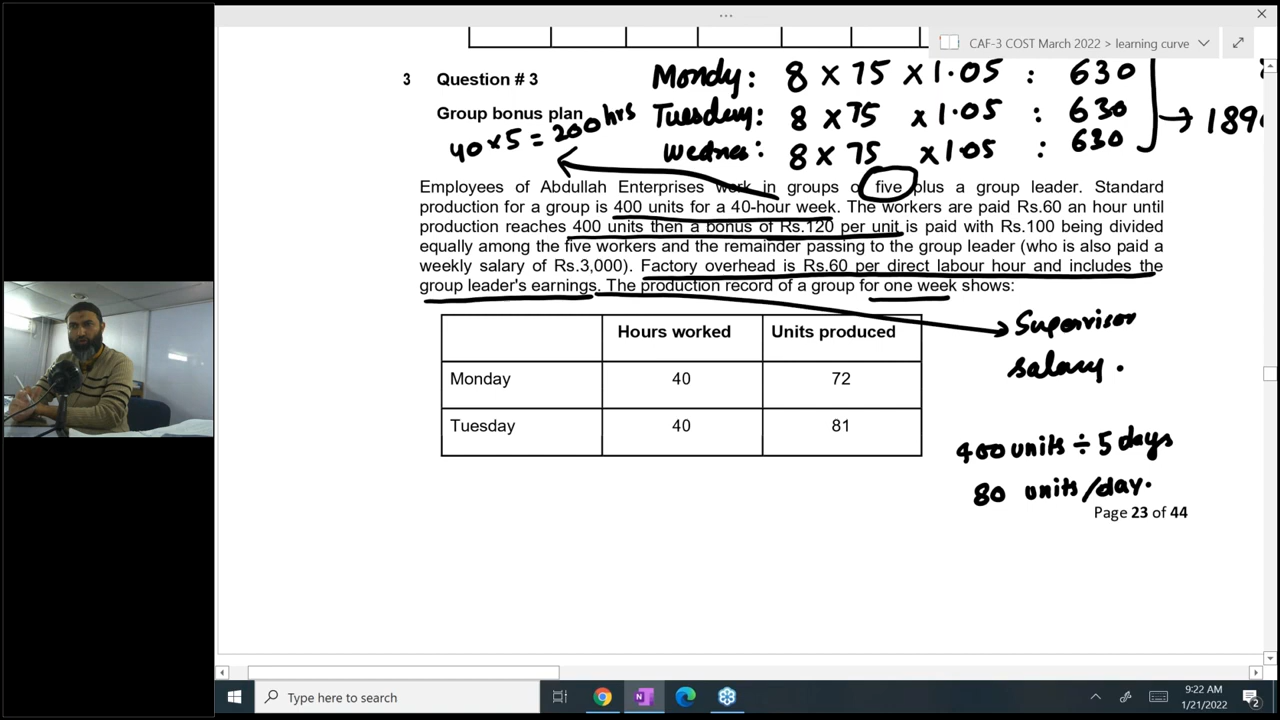 CAF-3 COST March 2022 > learning curve
3 Question # 3
Mondy: 8 × 75 × 1.05 : 630
Group bonus plan
Tuesday: 8 × 75 × 1.05 : 630
→ 189
40 × 5 = 200 hrs
Wednes: 8 × 75 × 1.05 : 630
Employees of Abdullah Enterprises work in groups of five plus a group leader. Standard
production for a group is 400 units for a 40-hour week. The workers are paid Rs.60 an hour until
production reaches 400 units then a bonus of Rs.120 per unit is paid with Rs.100 being divided
equally among the five workers and the remainder passing to the group leader (who is also paid a
weekly salary of Rs.3,000). Factory overhead is Rs.60 per direct labour hour and includes the
group leader's earnings. The production record of a group for one week shows:
Hours worked Units produced
Supervisor
salary.
Monday 40 72
Tuesday 40 81
400 units ÷ 5 days
80 units/day.
Page 23 of 44
Type here to search
9:22 AM
1/21/2022
2